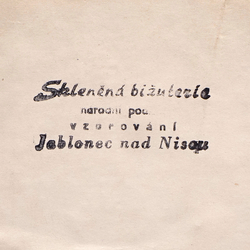 Skleněná bižuterie
národní pod
vzorování
Jablonec nad Nisou